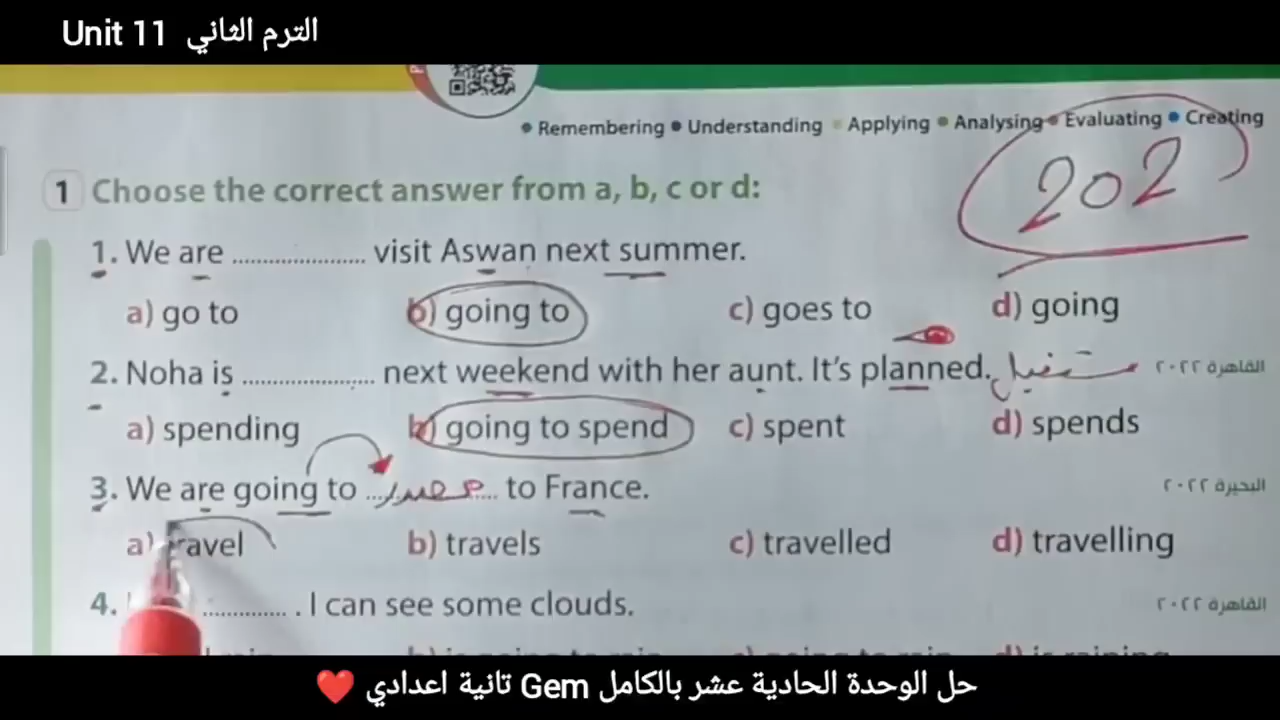 Unit 11 الترم الثاني
Remembering • Understanding • Applying • Analysing • Evaluating • Creating
202
1 Choose the correct answer from a, b, c or d:
1. We are ..................... visit Aswan next summer.
a) go to b) going to c) goes to d) going
2. Noha is ..................... next weekend with her aunt. It's planned. مستقبل القاهرة ٢٠٢٢
a) spending b) going to spend c) spent d) spends
3. We are going to ... مصدر ... to France. البحيرة ٢٠٢٢
a) travel b) travels c) travelled d) travelling
4. ............. . I can see some clouds. القاهرة ٢٠٢٢
حل الوحدة الحادية عشر بالكامل Gem تانية اعدادي ❤️